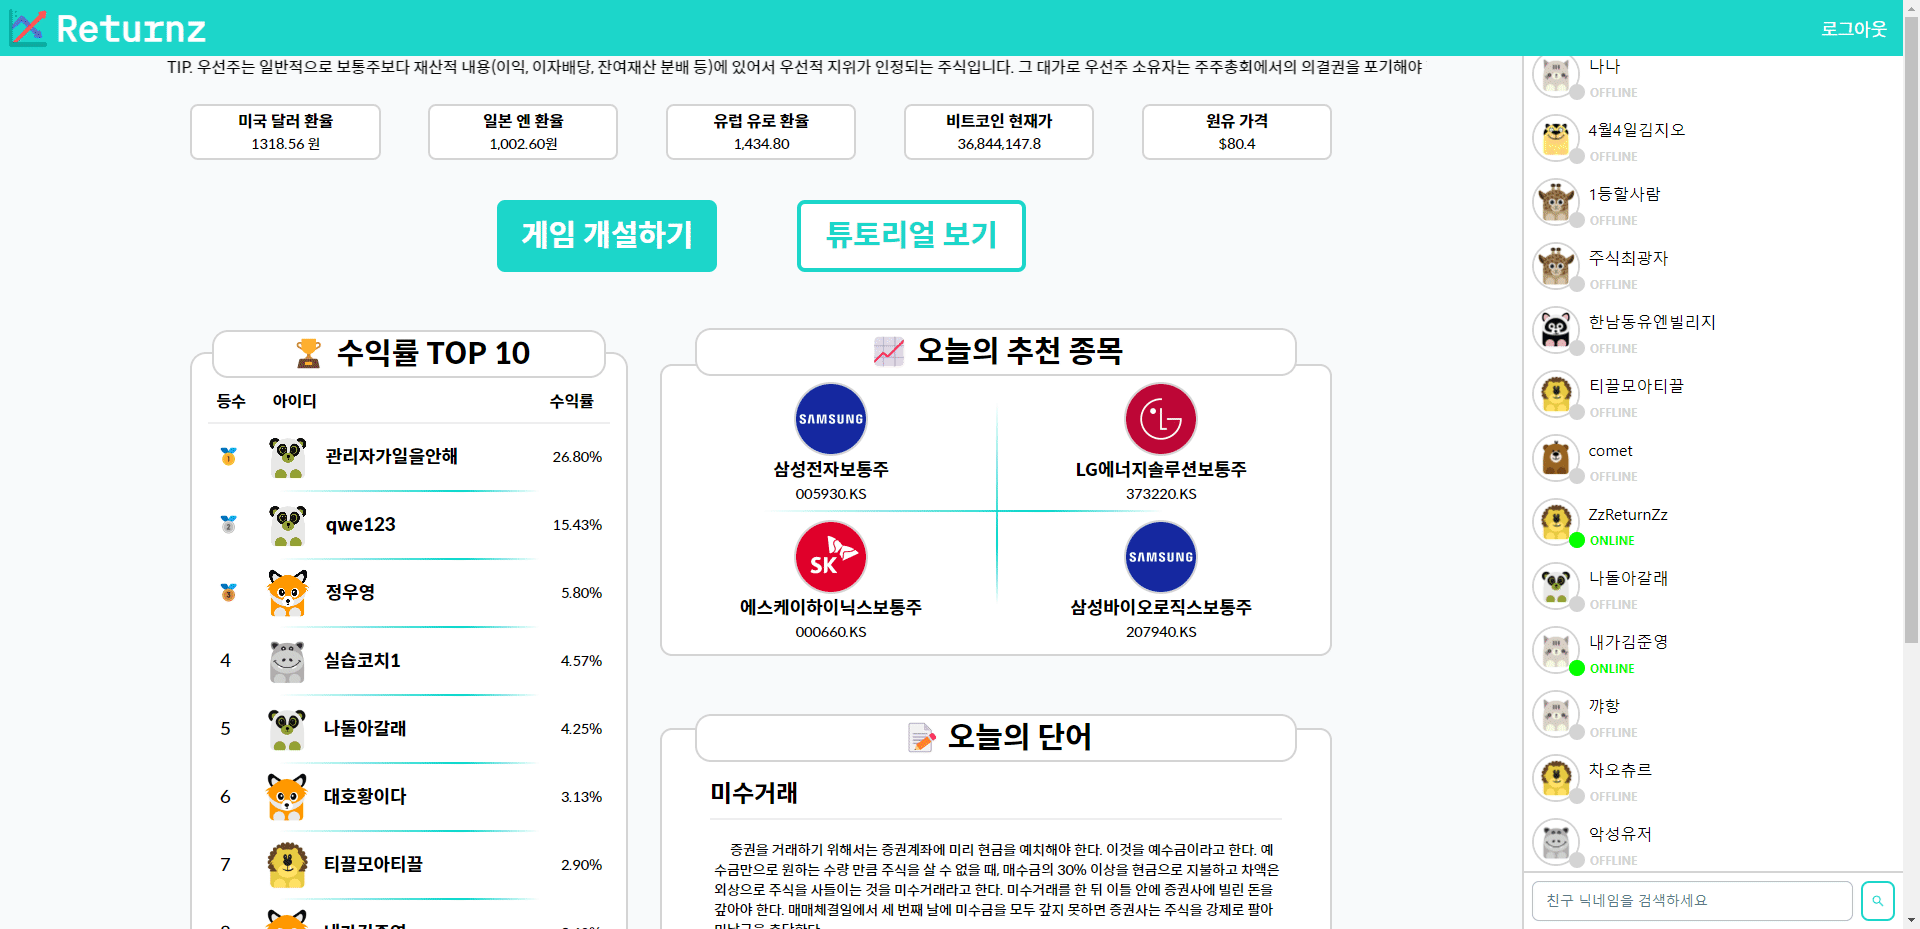 Returnz
로그아웃
TIP. 우선주는 일반적으로 보통주보다 재산적 내용(이익, 이자배당, 잔여재산 분배 등)에 있어서 우선적 지위가 인정되는 주식입니다. 그 대가로 우선주 소유자는 주주총회에서의 의결권을 포기해야
미국 달러 환율
1318.56 원
일본 엔 환율
1,002.60원
유럽 유로 환율
1,434.80
비트코인 현재가
36,844,147.8
원유 가격
$80.4
게임 개설하기
튜토리얼 보기
수익률 TOP 10
등수 아이디 수익률
1 관리자가일을안해 26.80%
2 qwe123 15.43%
3 정우영 5.80%
4 실습코치1 4.57%
5 나돌아갈래 4.25%
6 대호황이다 3.13%
7 티끌모아티끌 2.90%
오늘의 추천 종목
SAMSUNG
삼성전자보통주
005930.KS
LG
LG에너지솔루션보통주
373220.KS
SK
에스케이하이닉스보통주
000660.KS
SAMSUNG
삼성바이오로직스보통주
207940.KS
오늘의 단어
미수거래
증권을 거래하기 위해서는 증권계좌에 미리 현금을 예치해야 한다. 이것을 예수금이라고 한다. 예
수금만으로 원하는 수량 만큼 주식을 살 수 없을 때, 매수금의 30% 이상을 현금으로 지불하고 차액은
외상으로 주식을 사들이는 것을 미수거래라고 한다. 미수거래를 한 뒤 이틀 안에 증권사에 빌린 돈을
갚아야 한다. 매매체결일에서 세 번째 날에 미수금을 모두 갚지 못하면 증권사는 주식을 강제로 팔아
나나
OFFLINE
4월4일김지오
OFFLINE
1등할사람
OFFLINE
주식최광자
OFFLINE
한남동유엔빌리지
OFFLINE
티끌모아티끌
OFFLINE
comet
OFFLINE
ZzReturnZz
ONLINE
나돌아갈래
OFFLINE
내가김준영
ONLINE
꺄항
OFFLINE
차오츄르
OFFLINE
악성유저
OFFLINE
친구 닉네임을 검색하세요